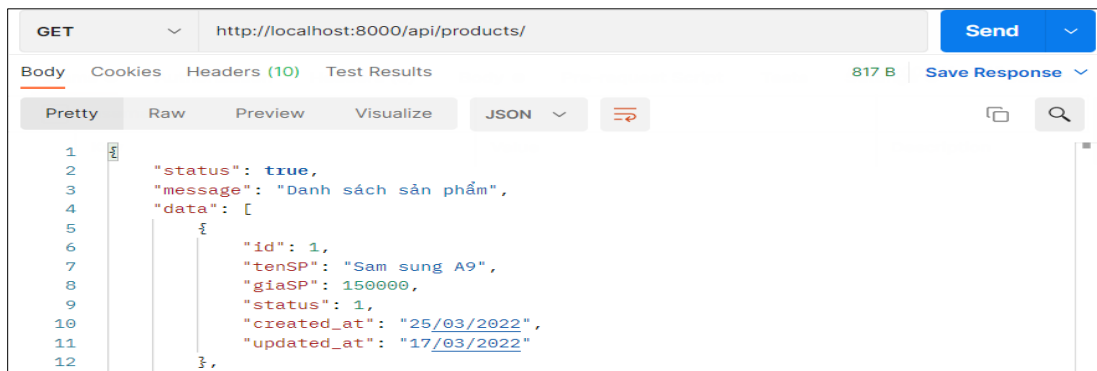 GET http://localhost:8000/api/products/ Send
Body Cookies Headers (10) Test Results 817 B Save Response
Pretty Raw Preview Visualize JSON
1 {
2 "status": true,
3 "message": "Danh sách sản phẩm",
4 "data": [
5 {
6 "id": 1,
7 "tenSP": "Sam sung A9",
8 "giaSP": 150000,
9 "status": 1,
10 "created_at": "25/03/2022",
11 "updated_at": "17/03/2022"
12 },